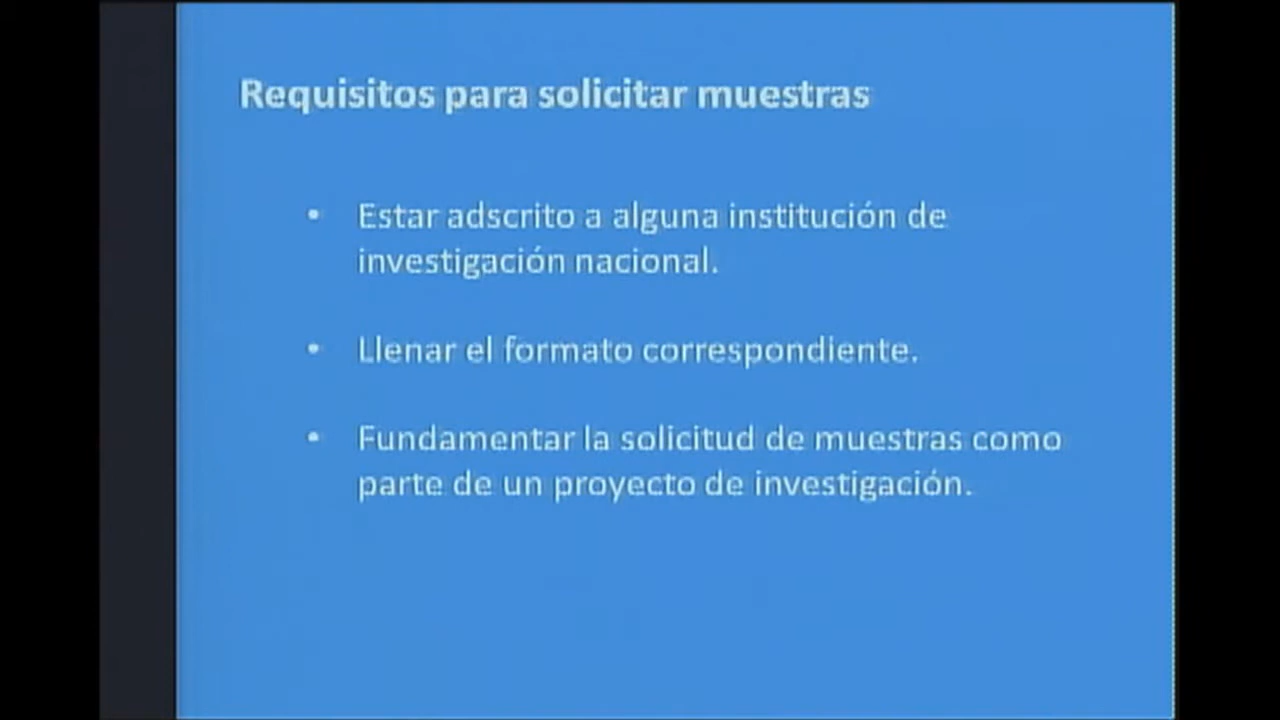 Requisitos para solicitar muestras
• Estar adscrito a alguna institución de
investigación nacional.
• Llenar el formato correspondiente.
• Fundamentar la solicitud de muestras como
parte de un proyecto de investigación.